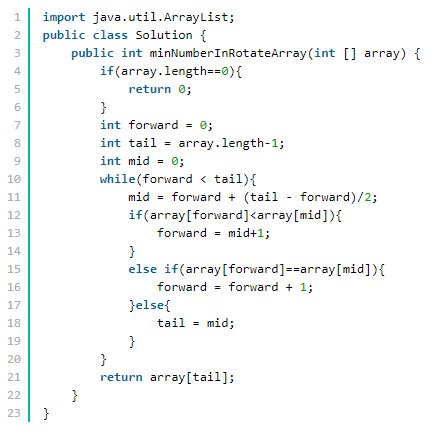 1 import java.util.ArrayList;
2 public class Solution {
3     public int minNumberInRotateArray(int [] array) {
4         if(array.length==0){
5             return 0;
6         }
7         int forward = 0;
8         int tail = array.length-1;
9         int mid = 0;
10         while(forward < tail){
11             mid = forward + (tail - forward)/2;
12             if(array[forward]<array[mid]){
13                 forward = mid+1;
14             }
15             else if(array[forward]==array[mid]){
16                 forward = forward + 1;
17             }else{
18                 tail = mid;
19             }
20         }
21         return array[tail];
22     }
23 }